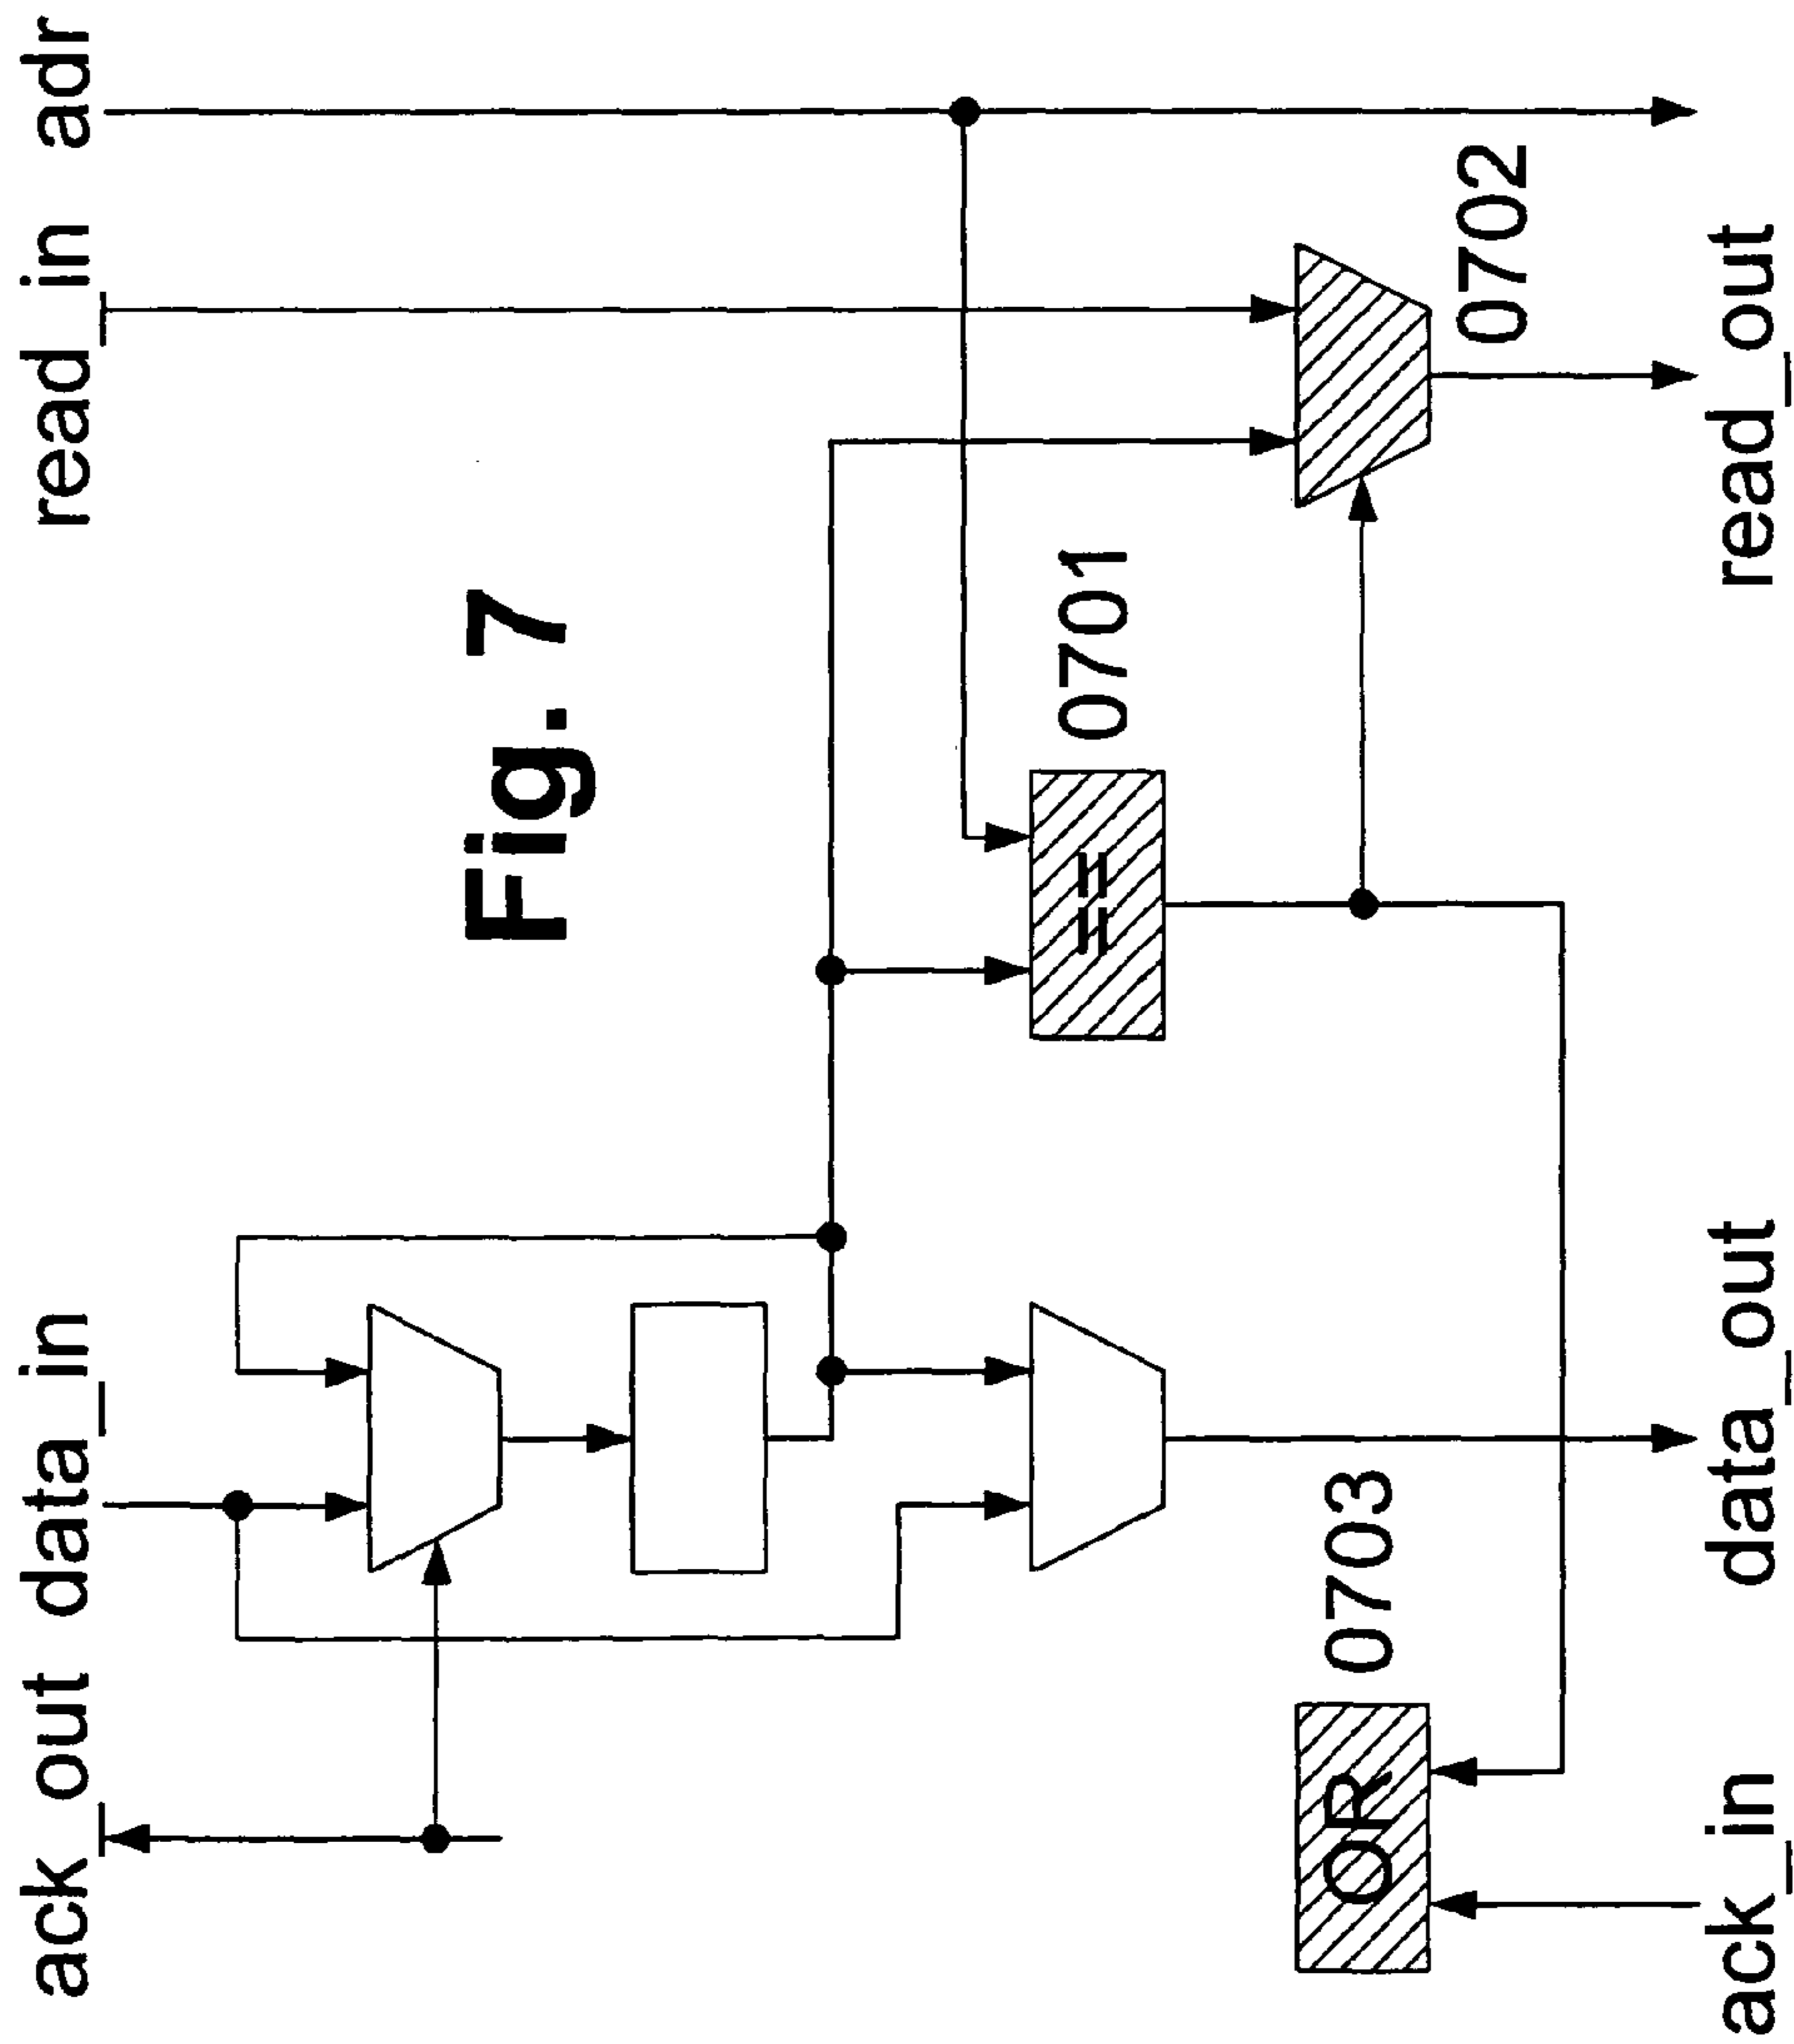 ack_out data_in read_in adr
Fig. 7
== 0701
0702
OR 0703
ack_in data_out read_out